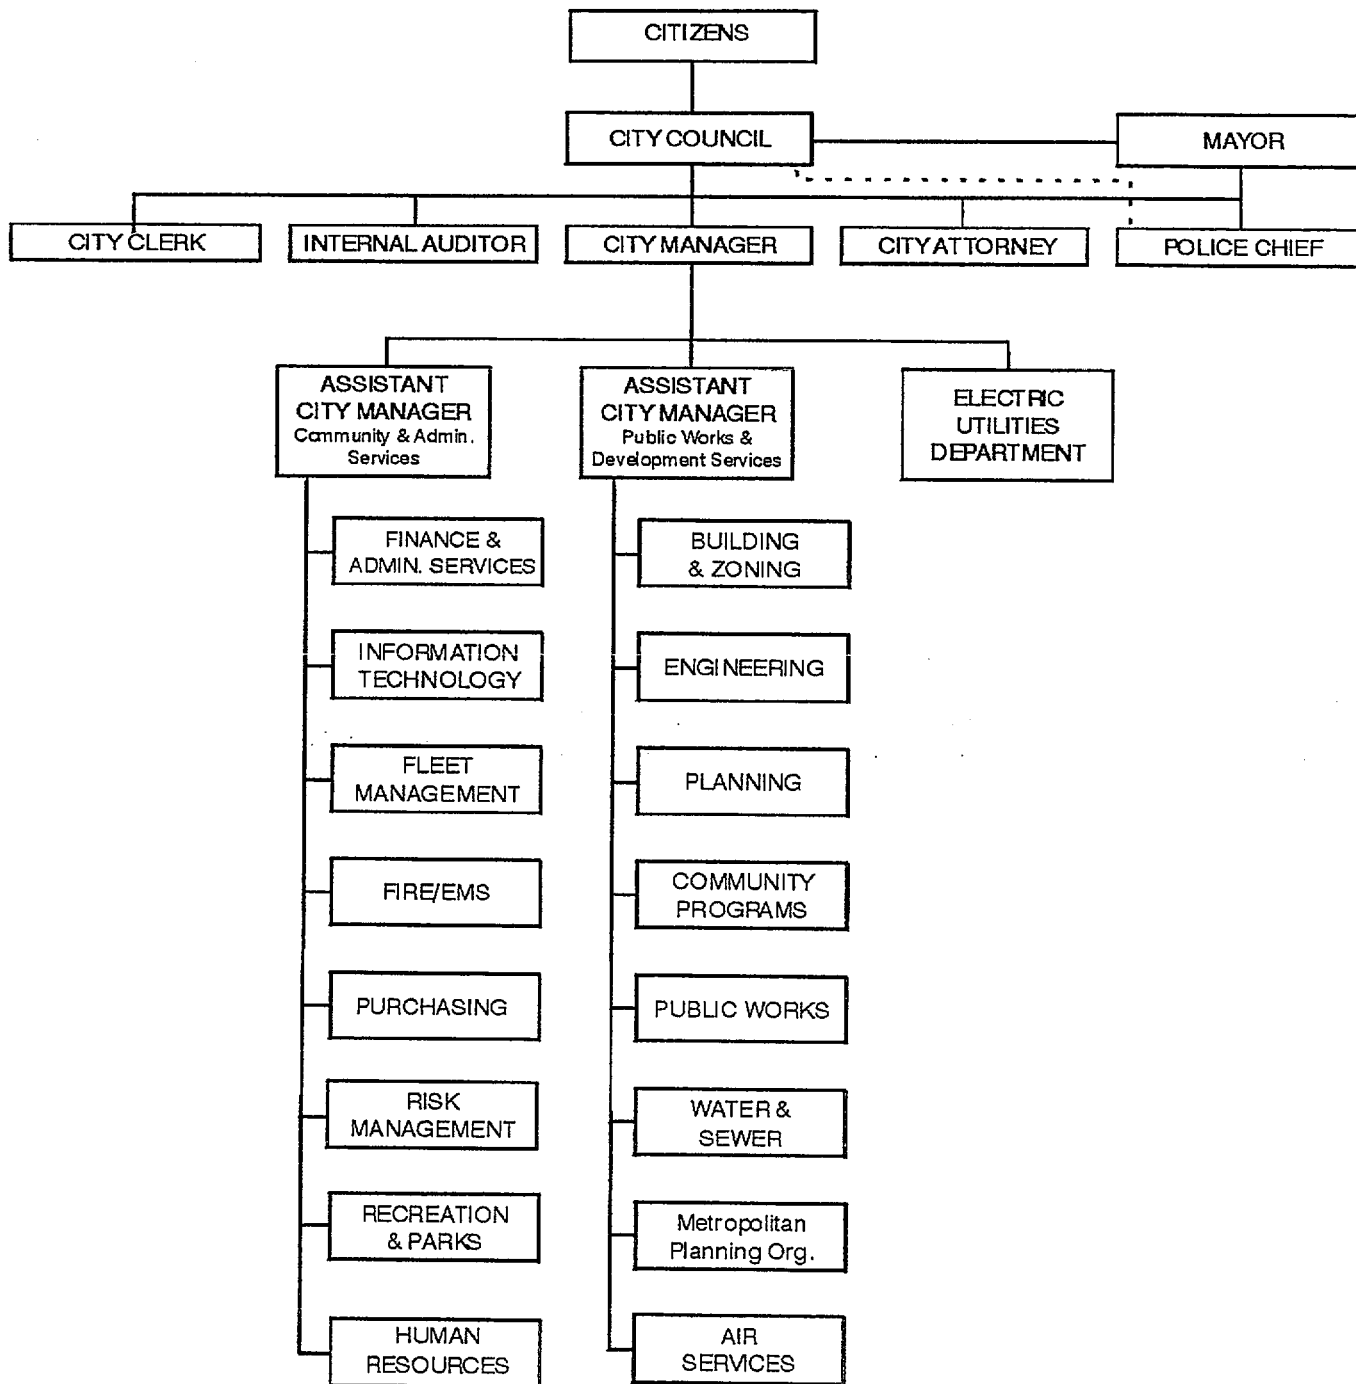 CITIZENS
CITY COUNCIL
MAYOR
CITY CLERK
INTERNAL AUDITOR
CITY MANAGER
CITY ATTORNEY
POLICE CHIEF
ASSISTANT
CITY MANAGER
Community & Admin.
Services
ASSISTANT
CITY MANAGER
Public Works &
Development Services
ELECTRIC
UTILITIES
DEPARTMENT
FINANCE &
ADMIN. SERVICES
INFORMATION
TECHNOLOGY
FLEET
MANAGEMENT
FIRE/EMS
PURCHASING
RISK
MANAGEMENT
RECREATION
& PARKS
HUMAN
RESOURCES
BUILDING
& ZONING
ENGINEERING
PLANNING
COMMUNITY
PROGRAMS
PUBLIC WORKS
WATER &
SEWER
Metropolitan
Planning Org.
AIR
SERVICES